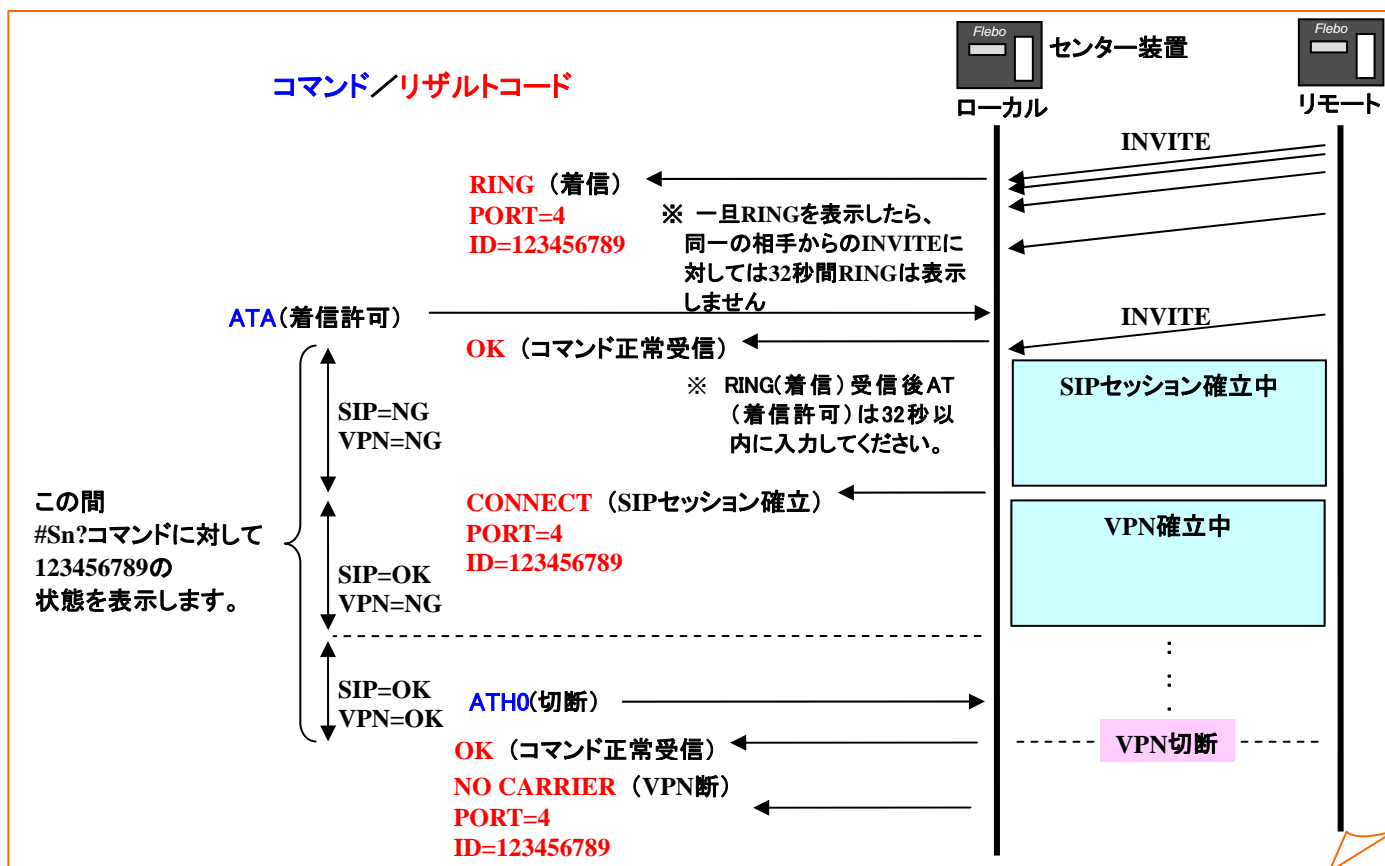 Flebo
センター装置
Flebo
コマンド／リザルトコード
ローカル
リモート
INVITE
RING（着信）
PORT=4
ID=123456789
※ 一旦RINGを表示したら、
同一の相手からのINVITEに
対しては32秒間RINGは表示
しません
ATA(着信許可)
INVITE
OK（コマンド正常受信）
※ RING(着信)受信後AT
(着信許可)は32秒以
内に入力してください。
SIPセッション確立中
SIP=NG
VPN=NG
この間
#Sn?コマンドに対して
123456789の
状態を表示します。
CONNECT（SIPセッション確立）
PORT=4
ID=123456789
VPN確立中
SIP=OK
VPN=NG
SIP=OK
VPN=OK
ATH0(切断)
OK（コマンド正常受信）
VPN切断
NO CARRIER（VPN断）
PORT=4
ID=123456789